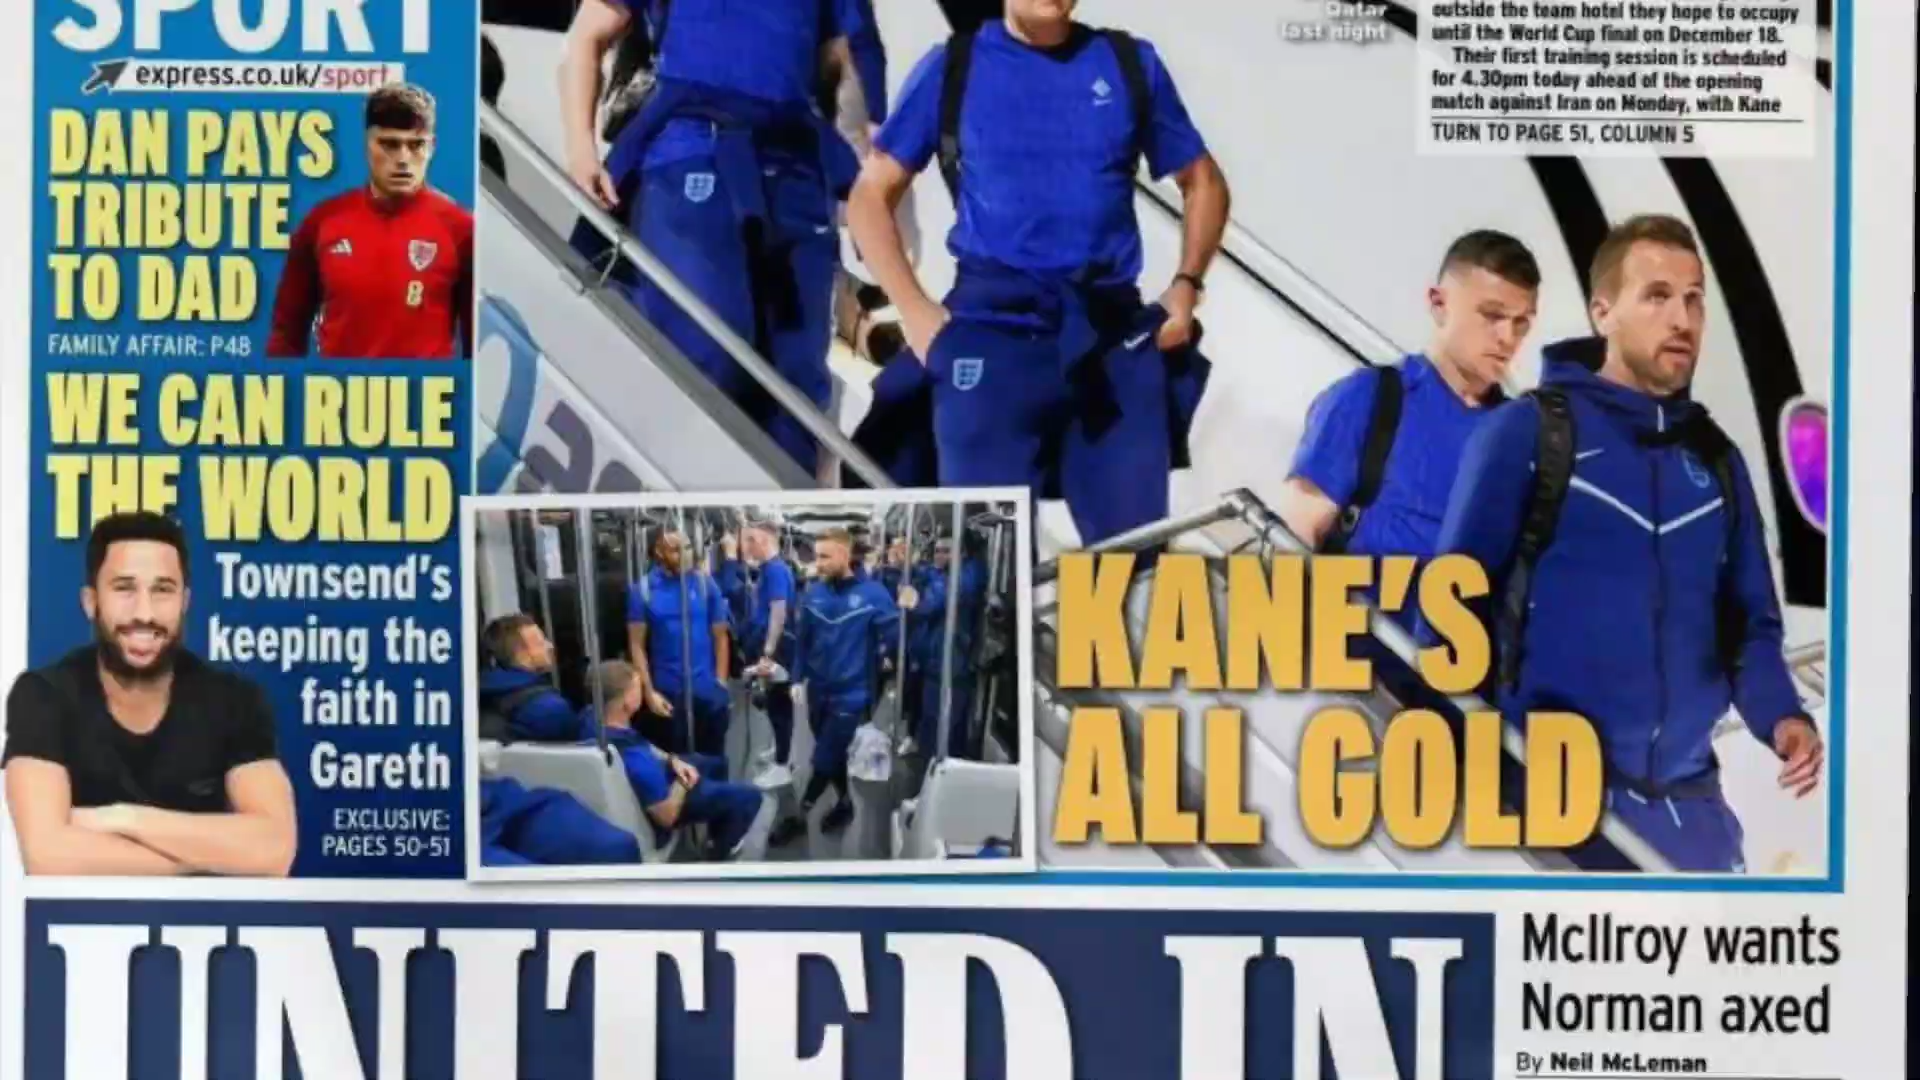 SPORT
express.co.uk/sport
DAN PAYS
TRIBUTE
TO DAD
FAMILY AFFAIR: P48
WE CAN RULE
THE WORLD
Townsend's
keeping the
faith in
Gareth
EXCLUSIVE:
PAGES 50-51
8
Qatar
last night
outside the team hotel they hope to occupy
until the World Cup final on December 18.
Their first training session is scheduled
for 4.30pm today ahead of the opening
match against Iran on Monday, with Kane
TURN TO PAGE 51, COLUMN 5
KANE'S
ALL GOLD
UNITED IN
McIlroy wants
Norman axed
By Neil McLeman